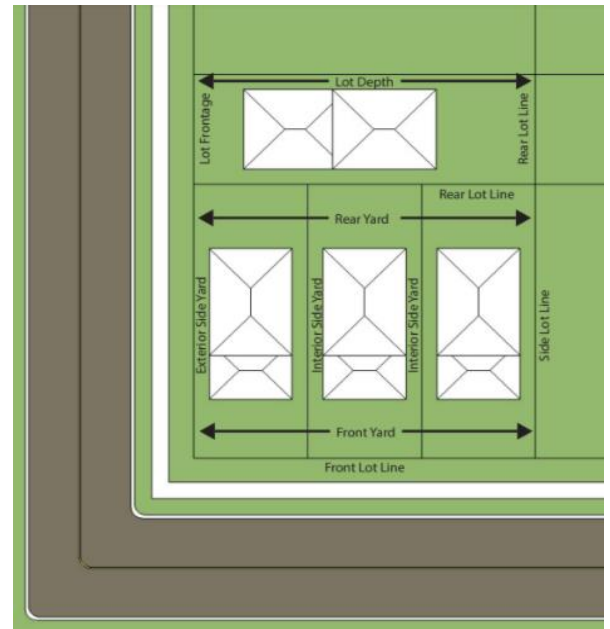 Lot Depth
Lot Frontage
Rear Lot Line
Rear Lot Line
Rear Yard
Exterior Side Yard
Interior Side Yard
Interior Side Yard
Side Lot Line
Front Yard
Front Lot Line